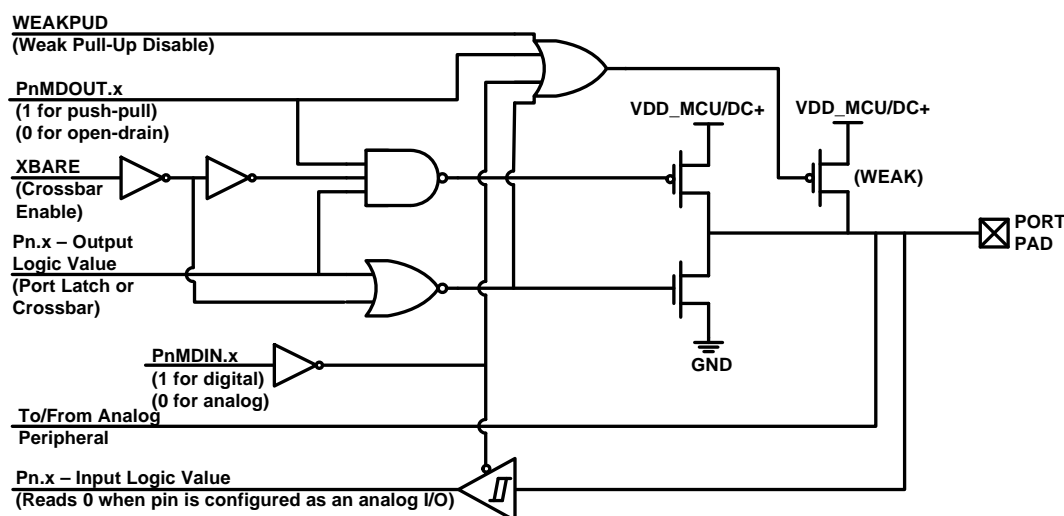 WEAKPUD
(Weak Pull-Up Disable)
PnMDOUT.x
(1 for push-pull)
(0 for open-drain)
XBARE
(Crossbar
Enable)
Pn.x – Output
Logic Value
(Port Latch or
Crossbar)
PnMDIN.x
(1 for digital)
(0 for analog)
To/From Analog
Peripheral
Pn.x – Input Logic Value
(Reads 0 when pin is configured as an analog I/O)
VDD_MCU/DC+
VDD_MCU/DC+
(WEAK)
PORT
PAD
GND